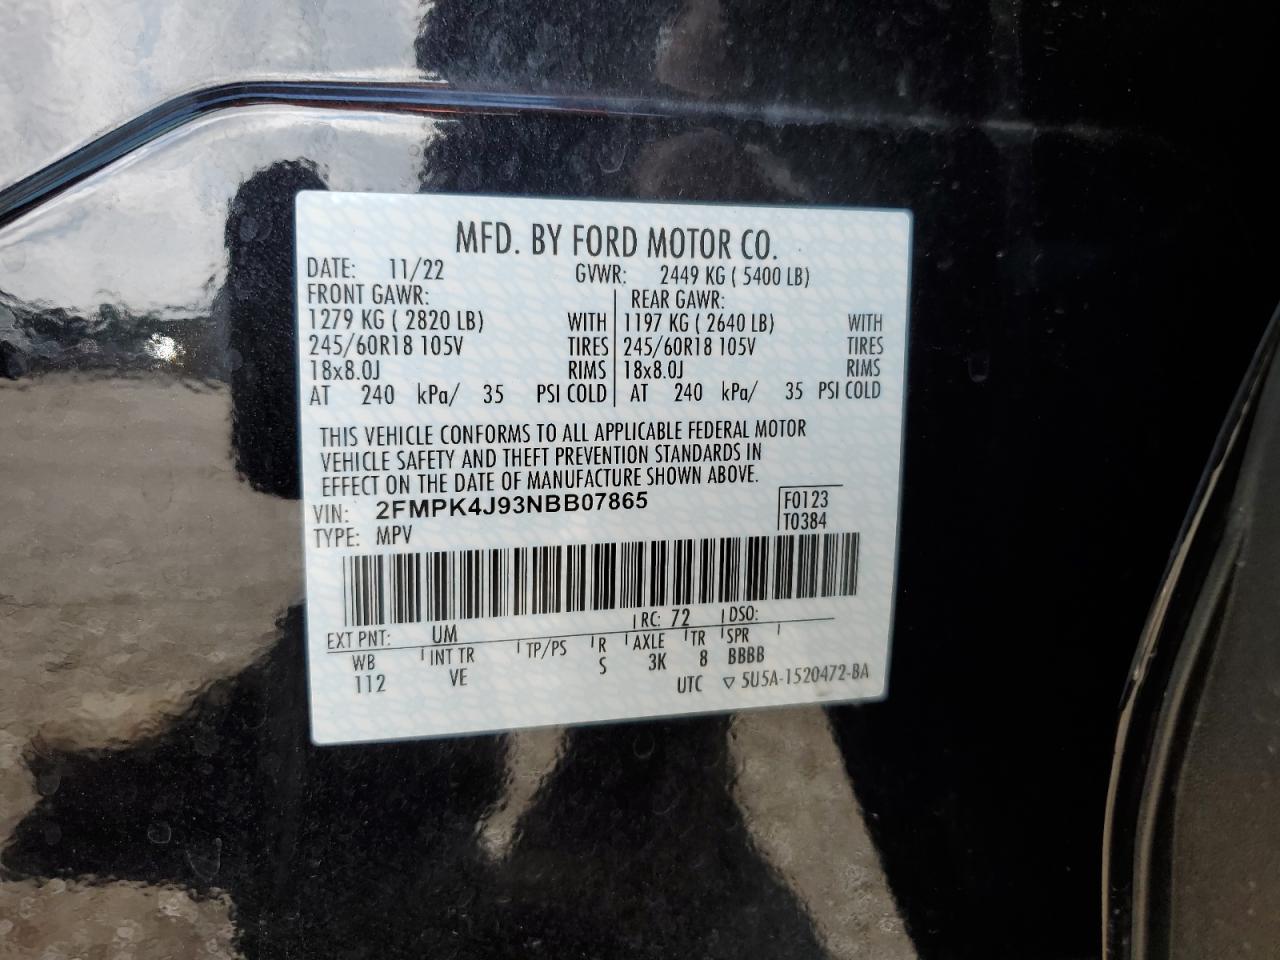 MFD. BY FORD MOTOR CO.
DATE: 11/22 GVWR: 2449 KG ( 5400 LB)
FRONT GAWR: REAR GAWR:
1279 KG ( 2820 LB) WITH 1197 KG ( 2640 LB) WITH
245/60R18 105V TIRES 245/60R18 105V TIRES
18x8.0J RIMS 18x8.0J RIMS
AT 240 kPa/ 35 PSI COLD AT 240 kPa/ 35 PSI COLD
THIS VEHICLE CONFORMS TO ALL APPLICABLE FEDERAL MOTOR
VEHICLE SAFETY AND THEFT PREVENTION STANDARDS IN
EFFECT ON THE DATE OF MANUFACTURE SHOWN ABOVE.
VIN: 2FMPK4J93NBB07865 F0123
TYPE: MPV T0384
EXT PNT: UM RC: 72 DSO:
WB INT TR TP/PS R AXLE TR SPR
112 VE S 3K 8 BBBB
UTC ▽ 5U5A-1520472-BA